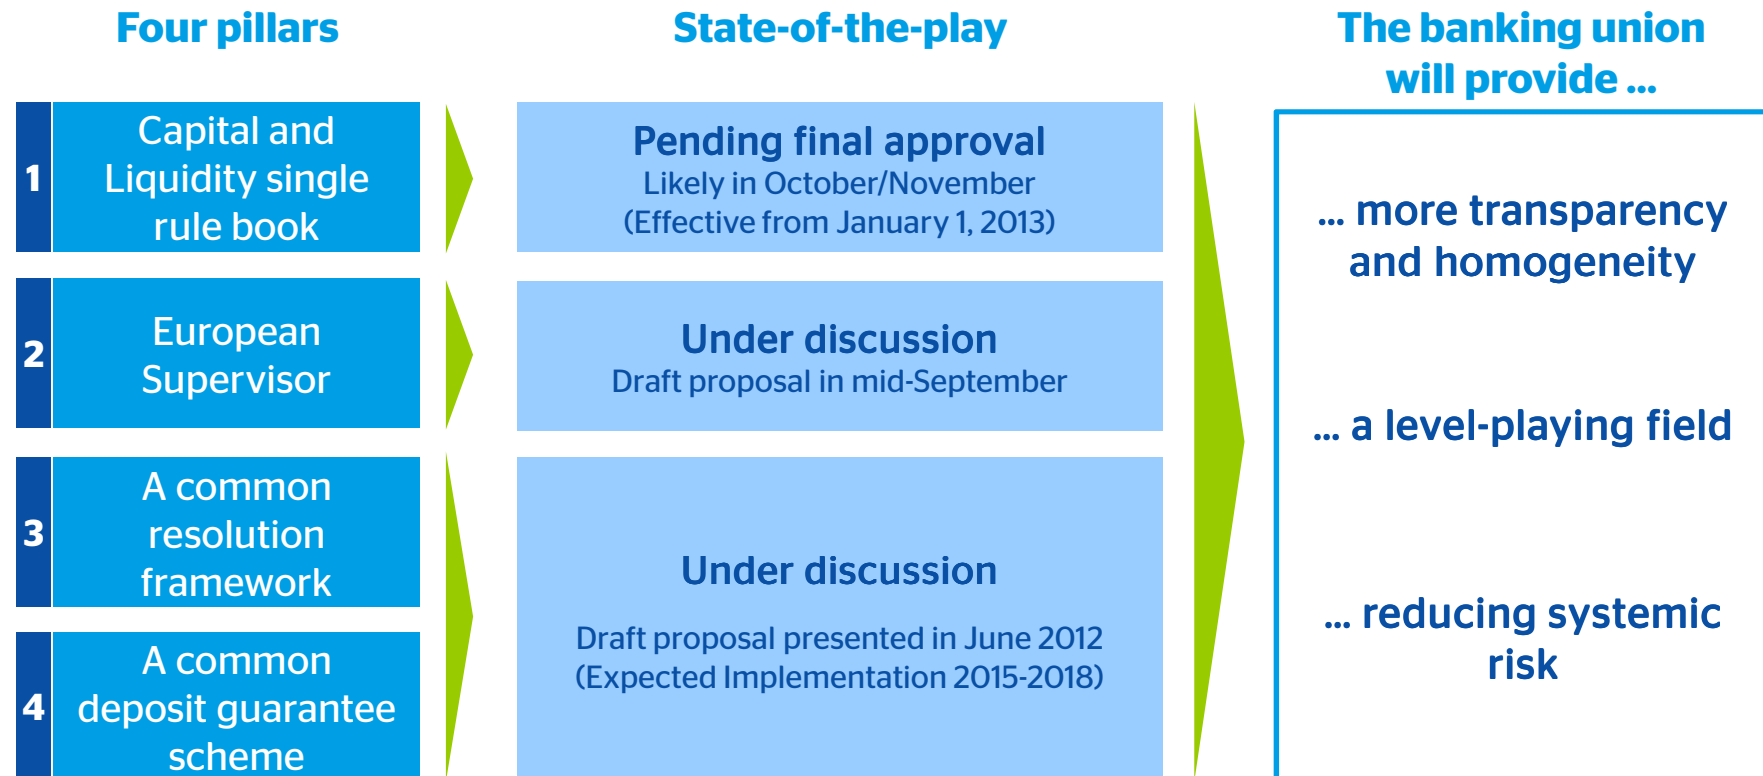 Four pillars
State-of-the-play
The banking union
will provide ...
1
Capital and
Liquidity single
rule book
Pending final approval
Likely in October/November
(Effective from January 1, 2013)
2
European
Supervisor
Under discussion
Draft proposal in mid-September
3
A common
resolution
framework
4
A common
deposit guarantee
scheme
Under discussion
Draft proposal presented in June 2012
(Expected Implementation 2015-2018)
... more transparency
and homogeneity
... a level-playing field
... reducing systemic
risk